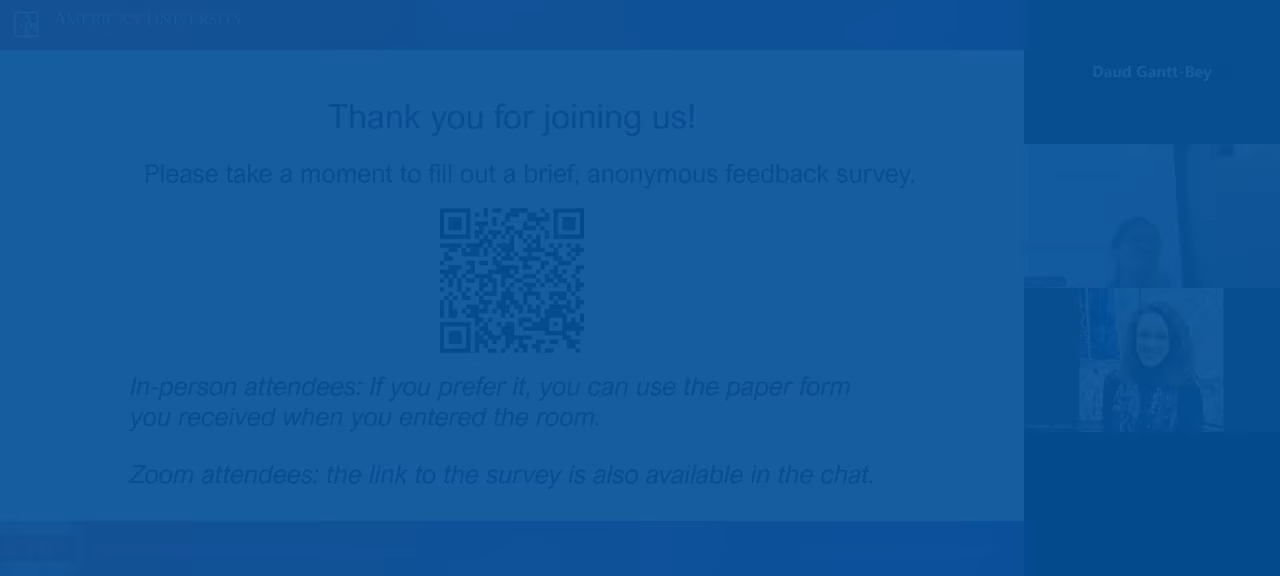 American University
Thank you for joining us!
Please take a moment to fill out a brief, anonymous feedback survey.
In-person attendees: If you prefer it, you can use the paper form
you received when you entered the room.
Zoom attendees: the link to the survey is also available in the chat.
Daud Gantt-Bey